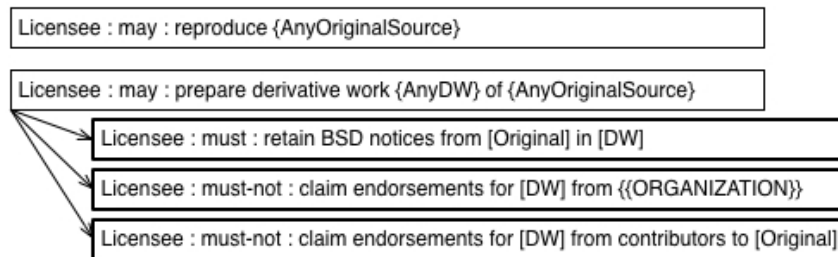 Licensee : may : reproduce {AnyOriginalSource}
Licensee : may : prepare derivative work {AnyDW} of {AnyOriginalSource}
Licensee : must : retain BSD notices from [Original] in [DW]
Licensee : must-not : claim endorsements for [DW] from {{ORGANIZATION}}
Licensee : must-not : claim endorsements for [DW] from contributors to [Original]